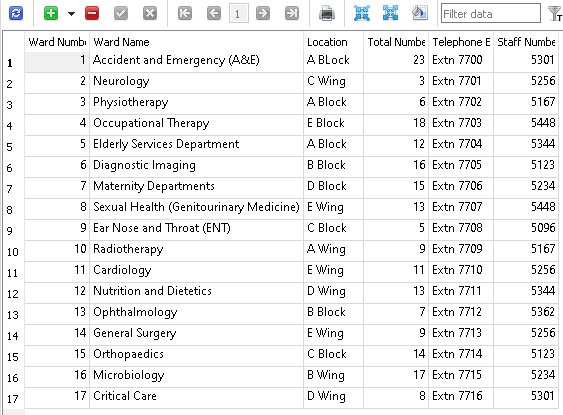 1 Filter data
Ward Numbe Ward Name Location Total Numbe Telephone E Staff Numbe
1 1 Accident and Emergency (A&E) A BLock 23 Extn 7700 5301
2 2 Neurology C Wing 3 Extn 7701 5256
3 3 Physiotherapy A Block 6 Extn 7702 5167
4 4 Occupational Therapy E Block 18 Extn 7703 5448
5 5 Elderly Services Department A Block 12 Extn 7704 5344
6 6 Diagnostic Imaging B Block 16 Extn 7705 5123
7 7 Maternity Departments D Block 15 Extn 7706 5234
8 8 Sexual Health (Genitourinary Medicine) E Wing 13 Extn 7707 5448
9 9 Ear Nose and Throat (ENT) C Block 5 Extn 7708 5096
10 10 Radiotherapy A Wing 9 Extn 7709 5167
11 11 Cardiology E Wing 11 Extn 7710 5256
12 12 Nutrition and Dietetics D Wing 13 Extn 7711 5344
13 13 Ophthalmology B Block 7 Extn 7712 5362
14 14 General Surgery E Wing 9 Extn 7713 5256
15 15 Orthopaedics C Block 14 Extn 7714 5123
16 16 Microbiology B Wing 17 Extn 7715 5234
17 17 Critical Care D Wing 8 Extn 7716 5301